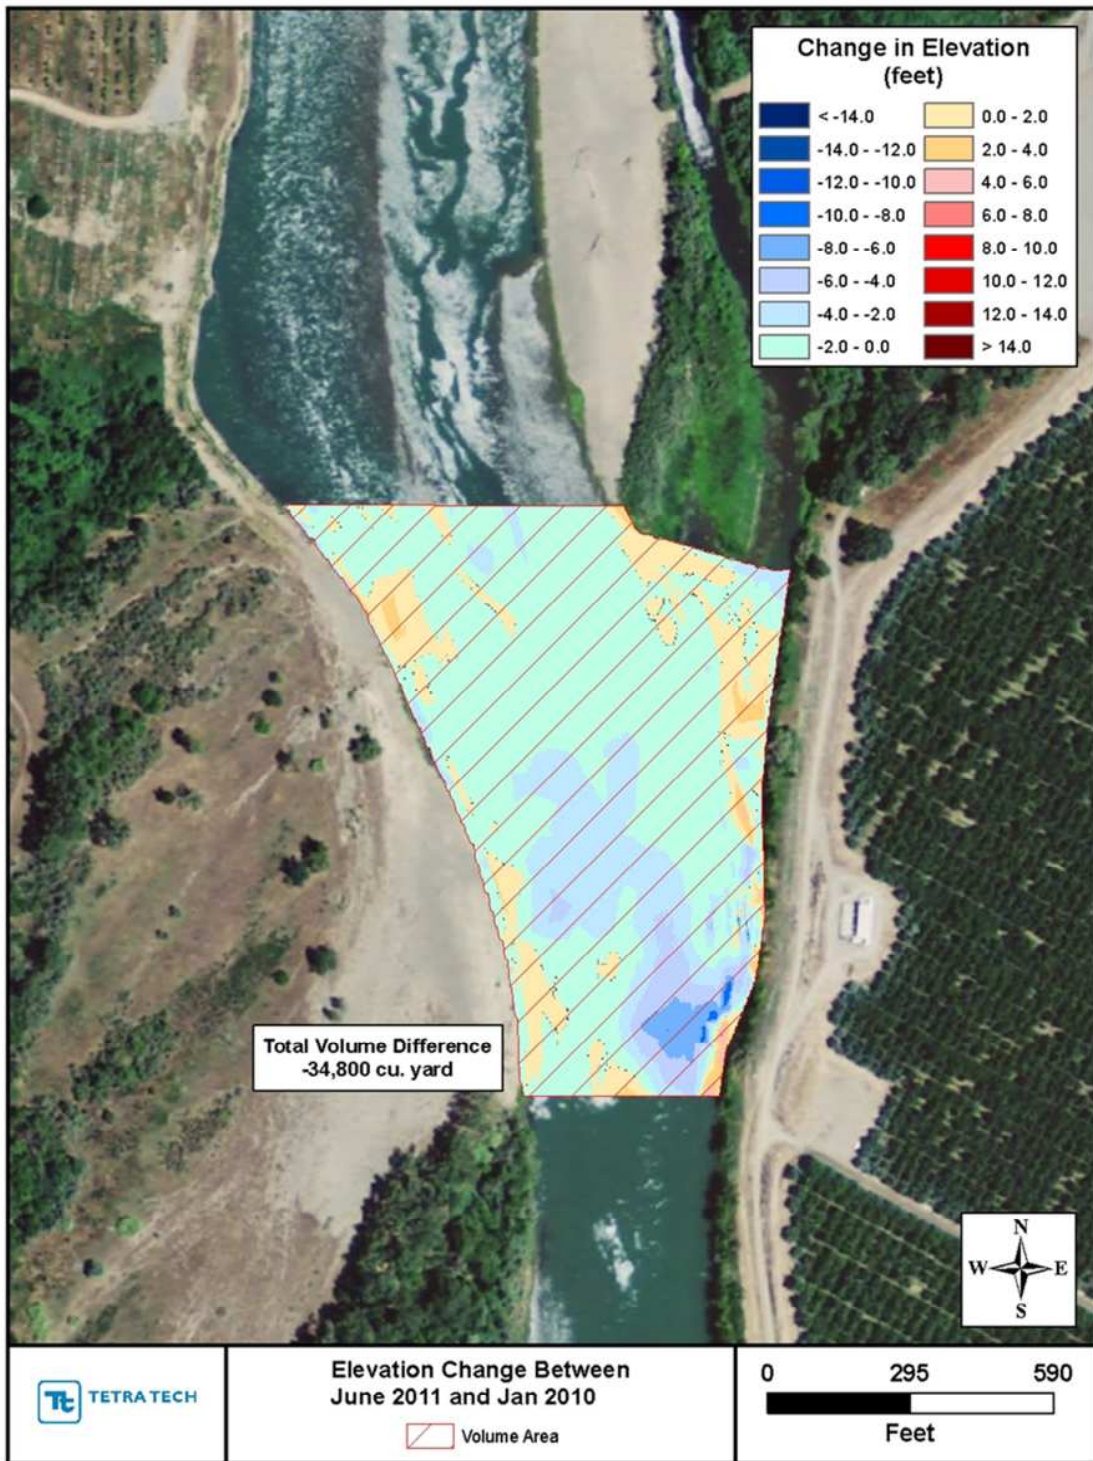 Change in Elevation
(feet)
< -14.0
-14.0 - -12.0
-12.0 - -10.0
-10.0 - -8.0
-8.0 - -6.0
-6.0 - -4.0
-4.0 - -2.0
-2.0 - 0.0
0.0 - 2.0
2.0 - 4.0
4.0 - 6.0
6.0 - 8.0
8.0 - 10.0
10.0 - 12.0
12.0 - 14.0
> 14.0
Total Volume Difference
-34,800 cu. yard
N
W E
S
Tt TETRA TECH
Elevation Change Between
June 2011 and Jan 2010
Volume Area
0 295 590
Feet